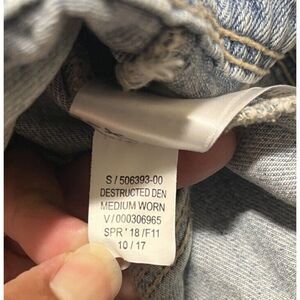 S / 506393-00
DESTRUCTED DEN
MEDIUM WORN
V / 000306965
SPR ' 18 /F11
10 / 17